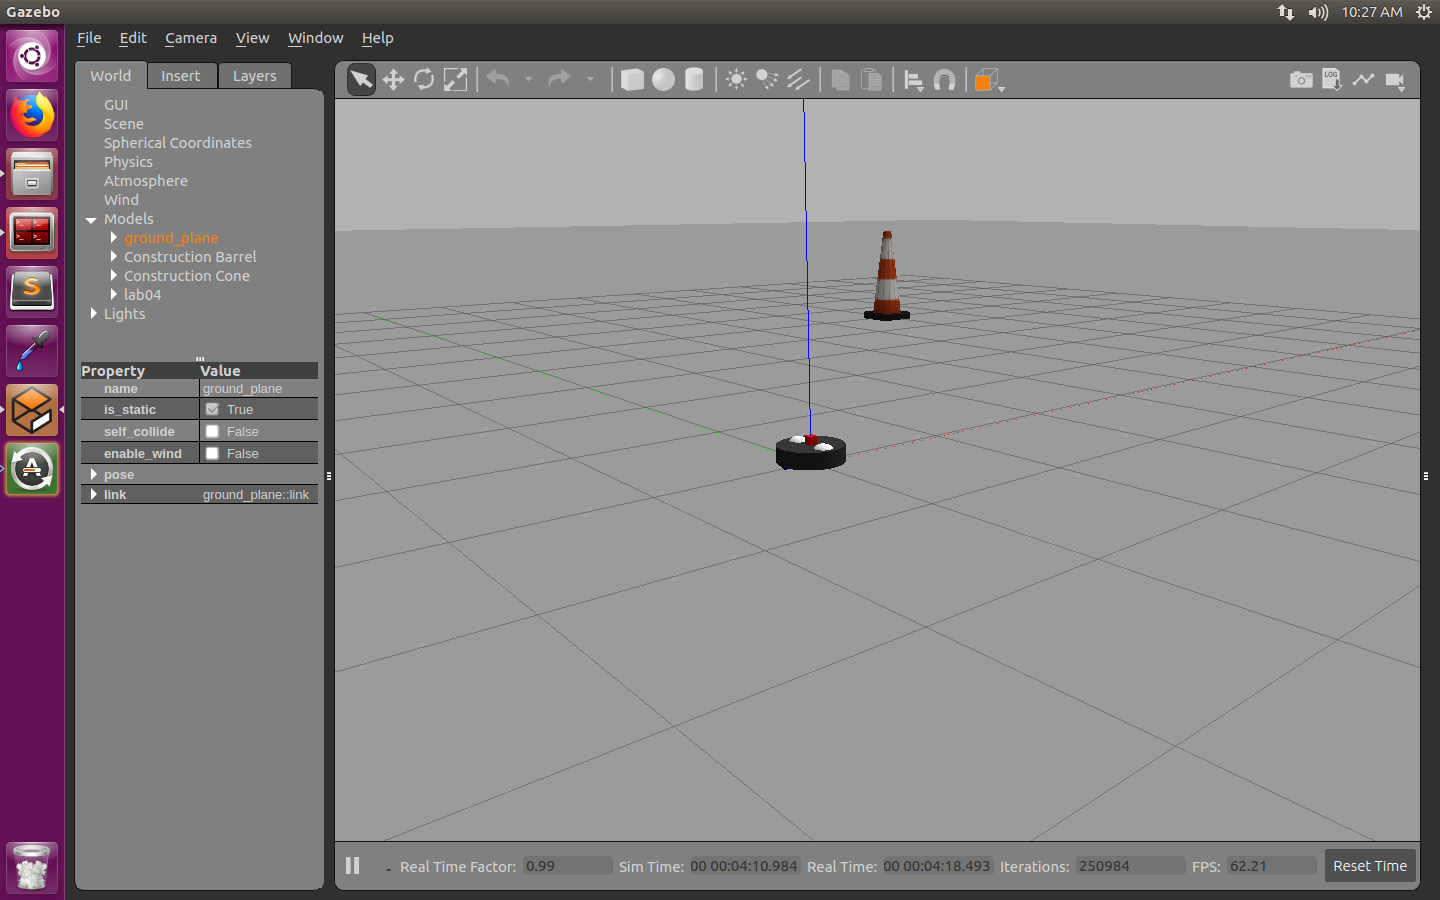 Gazebo
10:27 AM
File Edit Camera View Window Help
World Insert Layers
GUI
Scene
Spherical Coordinates
Physics
Atmosphere
Wind
Models
ground_plane
Construction Barrel
Construction Cone
lab04
Lights
Property Value
name ground_plane
is_static True
self_collide False
enable_wind False
pose
link ground_plane::link
LOG
Real Time Factor: 0.99 Sim Time: 00 00:04:10.984 Real Time: 00 00:04:18.493 Iterations: 250984 FPS: 62.21 Reset Time